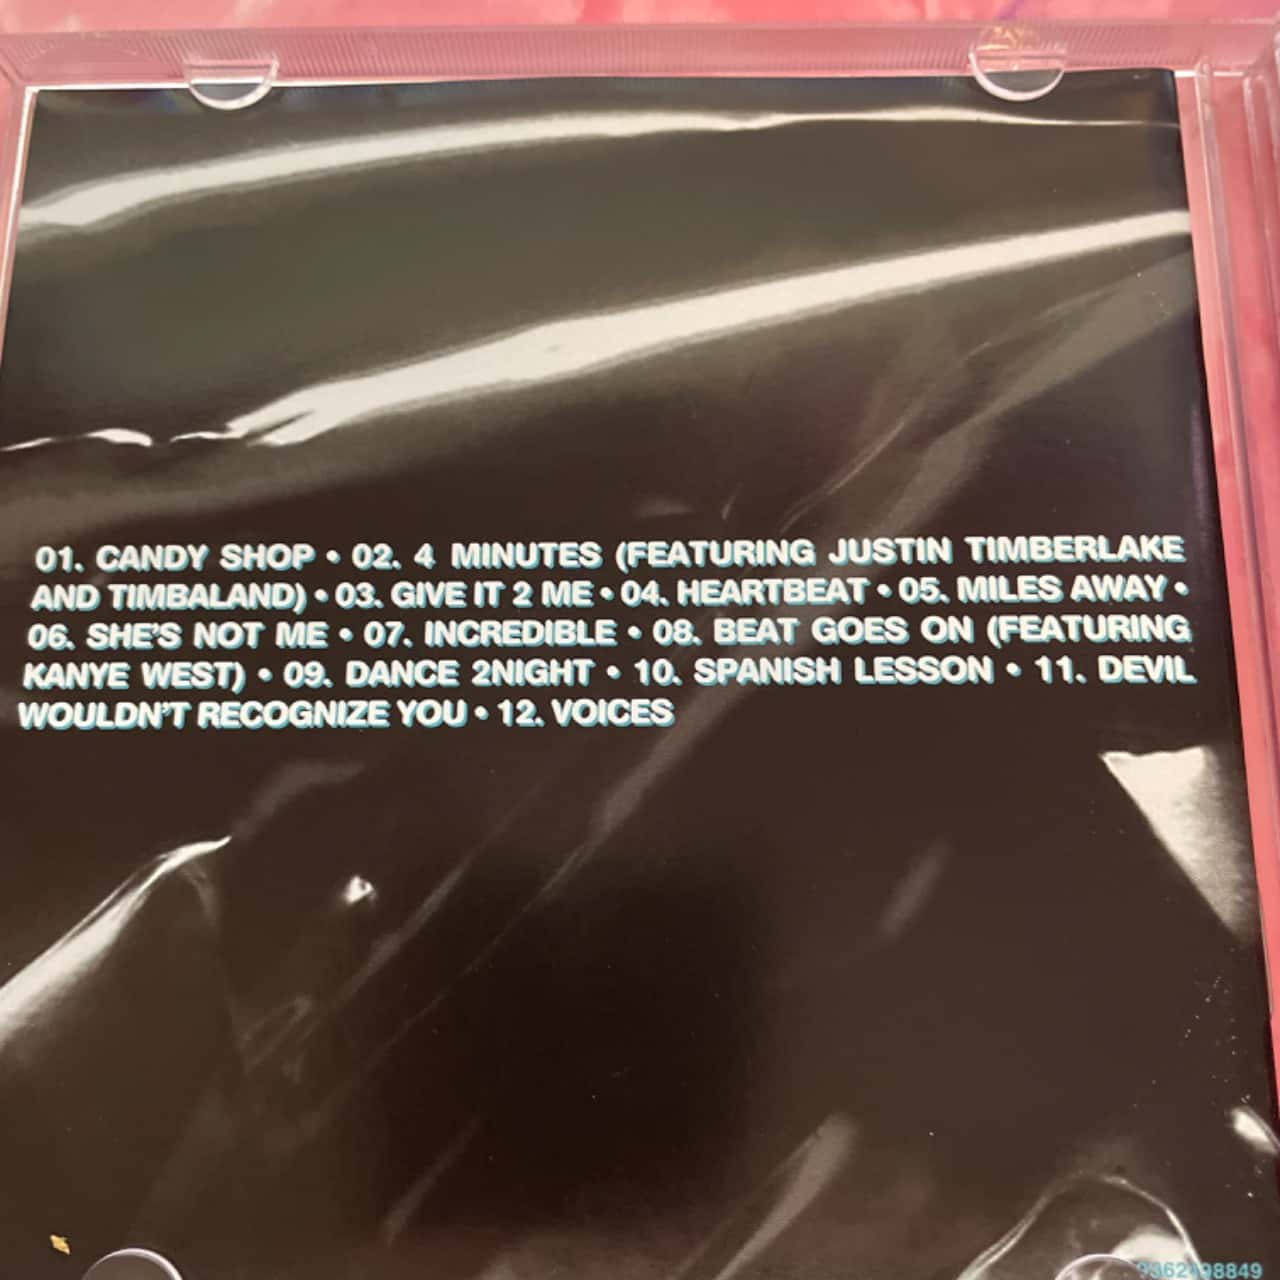 01. CANDY SHOP • 02. 4 MINUTES (FEATURING JUSTIN TIMBERLAKE
AND TIMBALAND) • 03. GIVE IT 2 ME • 04. HEARTBEAT • 05. MILES AWAY •
06. SHE'S NOT ME • 07. INCREDIBLE • 08. BEAT GOES ON (FEATURING
KANYE WEST) • 09. DANCE 2NIGHT • 10. SPANISH LESSON • 11. DEVIL
WOULDN'T RECOGNIZE YOU • 12. VOICES